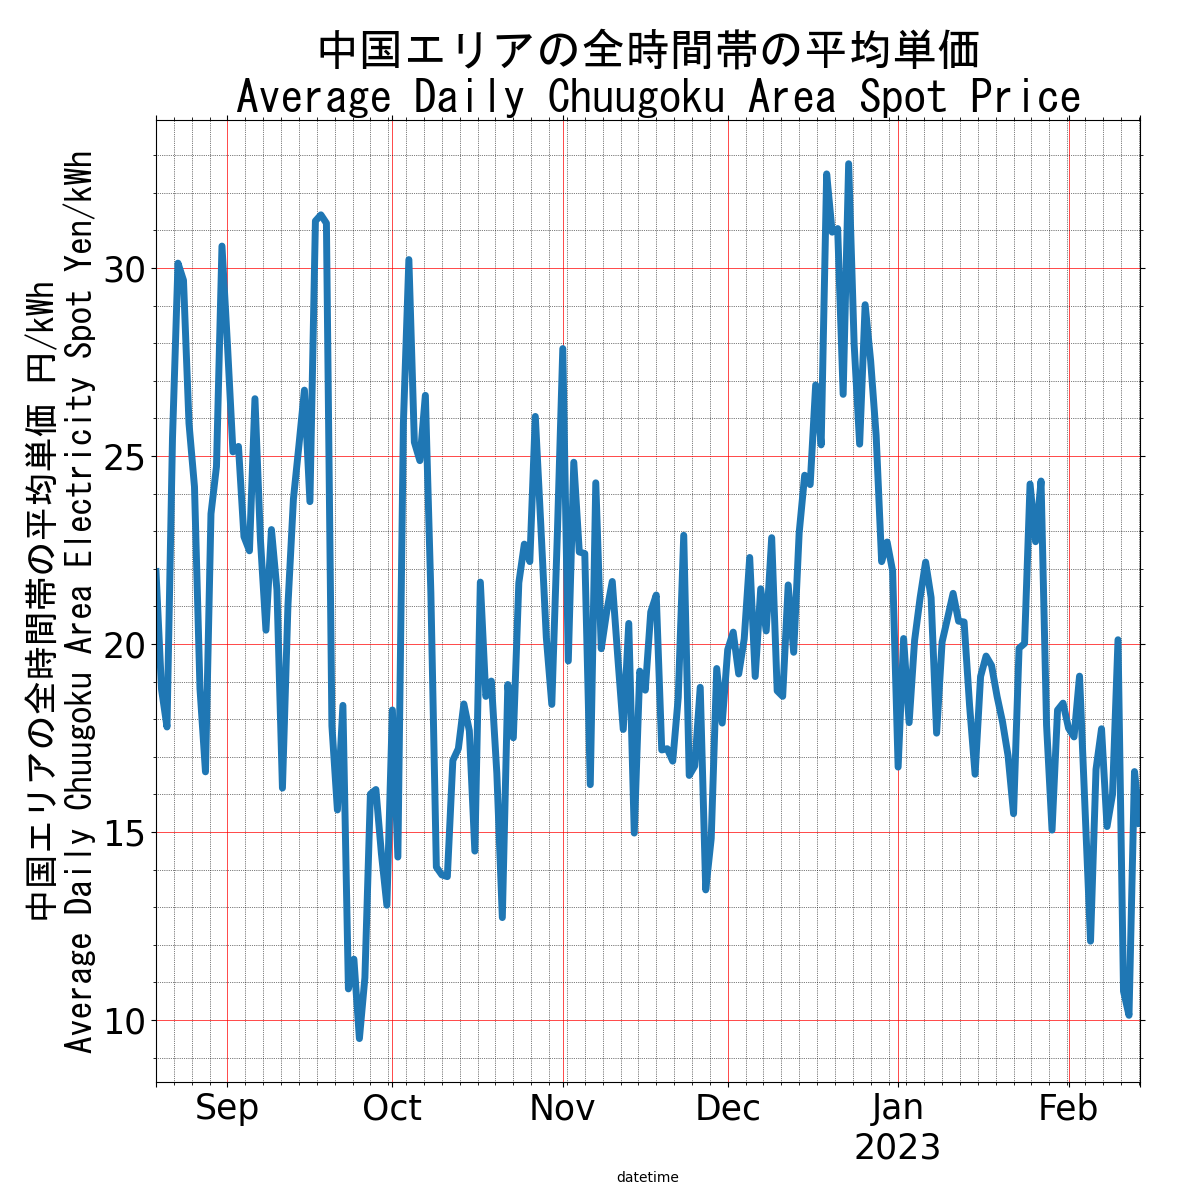 中国エリアの全時間帯の平均単価
Average Daily Chuugoku Area Spot Price
中国エリアの全時間帯の平均単価 円/kWh
Average Daily Chuugoku Area Electricity Spot Yen/kWh
30
25
20
15
10
Sep Oct Nov Dec Jan Feb
2023
datetime